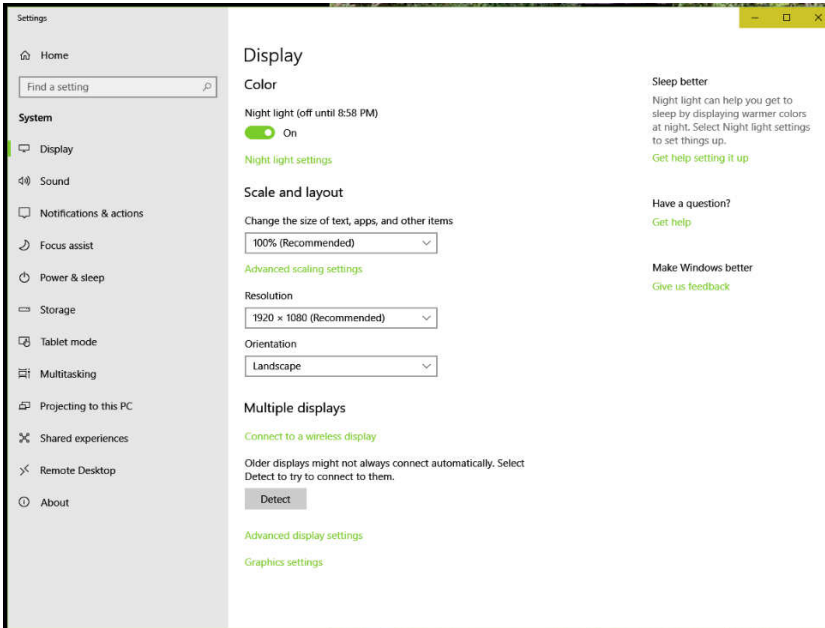 Settings
Home
Find a setting
System
Display
Sound
Notifications & actions
Focus assist
Power & sleep
Storage
Tablet mode
Multitasking
Projecting to this PC
Shared experiences
Remote Desktop
About
Display
Color
Night light (off until 8:58 PM)
On
Night light settings
Scale and layout
Change the size of text, apps, and other items
100% (Recommended)
Advanced scaling settings
Resolution
1920 × 1080 (Recommended)
Orientation
Landscape
Multiple displays
Connect to a wireless display
Older displays might not always connect automatically. Select
Detect to try to connect to them.
Detect
Advanced display settings
Graphics settings
Sleep better
Night light can help you get to
sleep by displaying warmer colors
at night. Select Night light settings
to set things up.
Get help setting it up
Have a question?
Get help
Make Windows better
Give us feedback